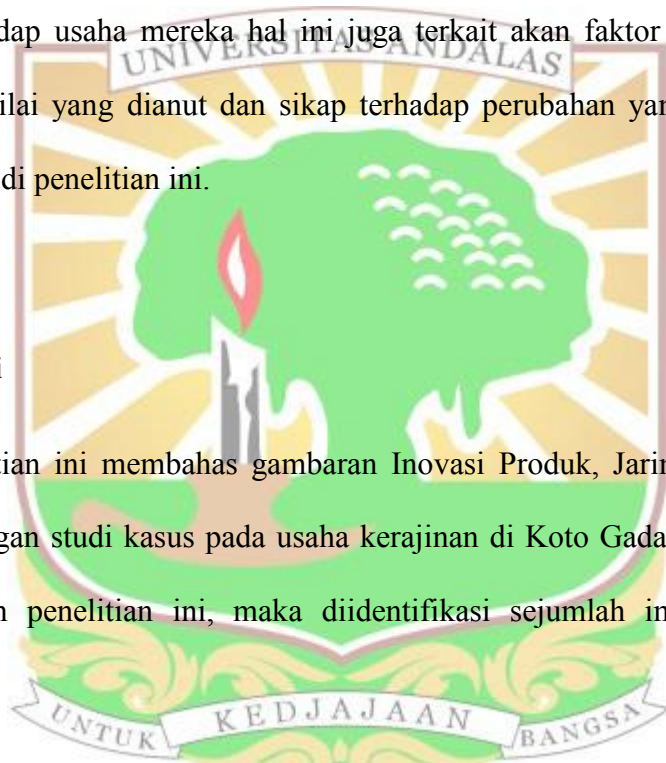 dap usaha mereka hal ini juga terkait akan faktor
UNIVERSITAS ANDALAS
ilai yang dianut dan sikap terhadap perubahan yan
di penelitian ini.
i
tian ini membahas gambaran Inovasi Produk, Jarin
gan studi kasus pada usaha kerajinan di Koto Gada
n penelitian ini, maka diidentifikasi sejumlah im
UNTUK KEDJAJAAN BANGSA